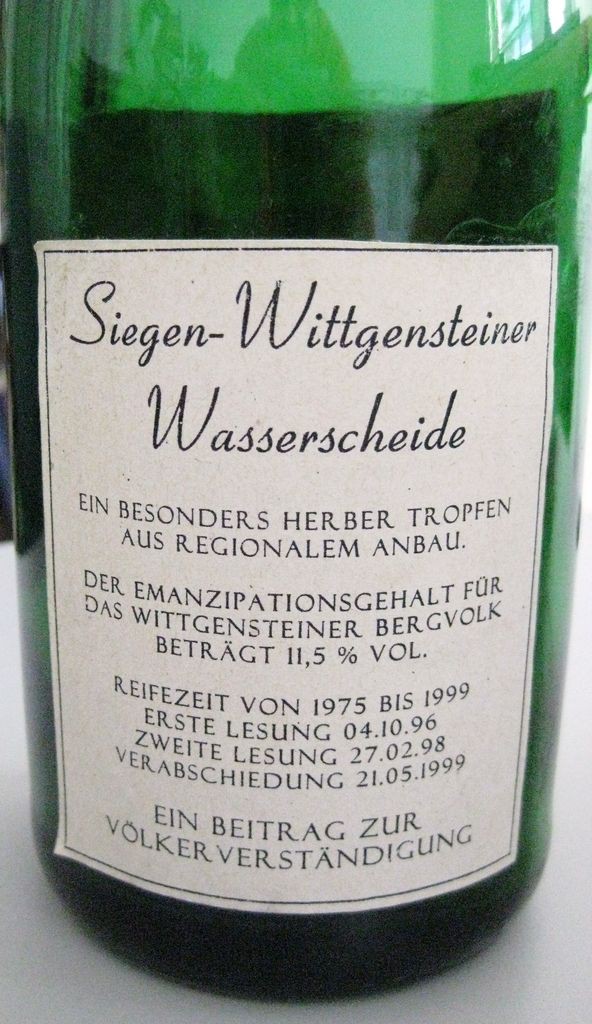 Siegen-Wittgensteiner
Wasserscheide
EIN BESONDERS HERBER TROPFEN
AUS REGIONALEM ANBAU.
DER EMANZIPATIONSGEHALT FÜR
DAS WITTGENSTEINER BERGVOLK
BETRÄGT 11,5 % VOL.
REIFEZEIT VON 1975 BIS 1999
ERSTE LESUNG 04.10.96
ZWEITE LESUNG 27.02.98
VERABSCHIEDUNG 21.05.1999
EIN BEITRAG ZUR
VÖLKERVERSTÄNDIGUNG